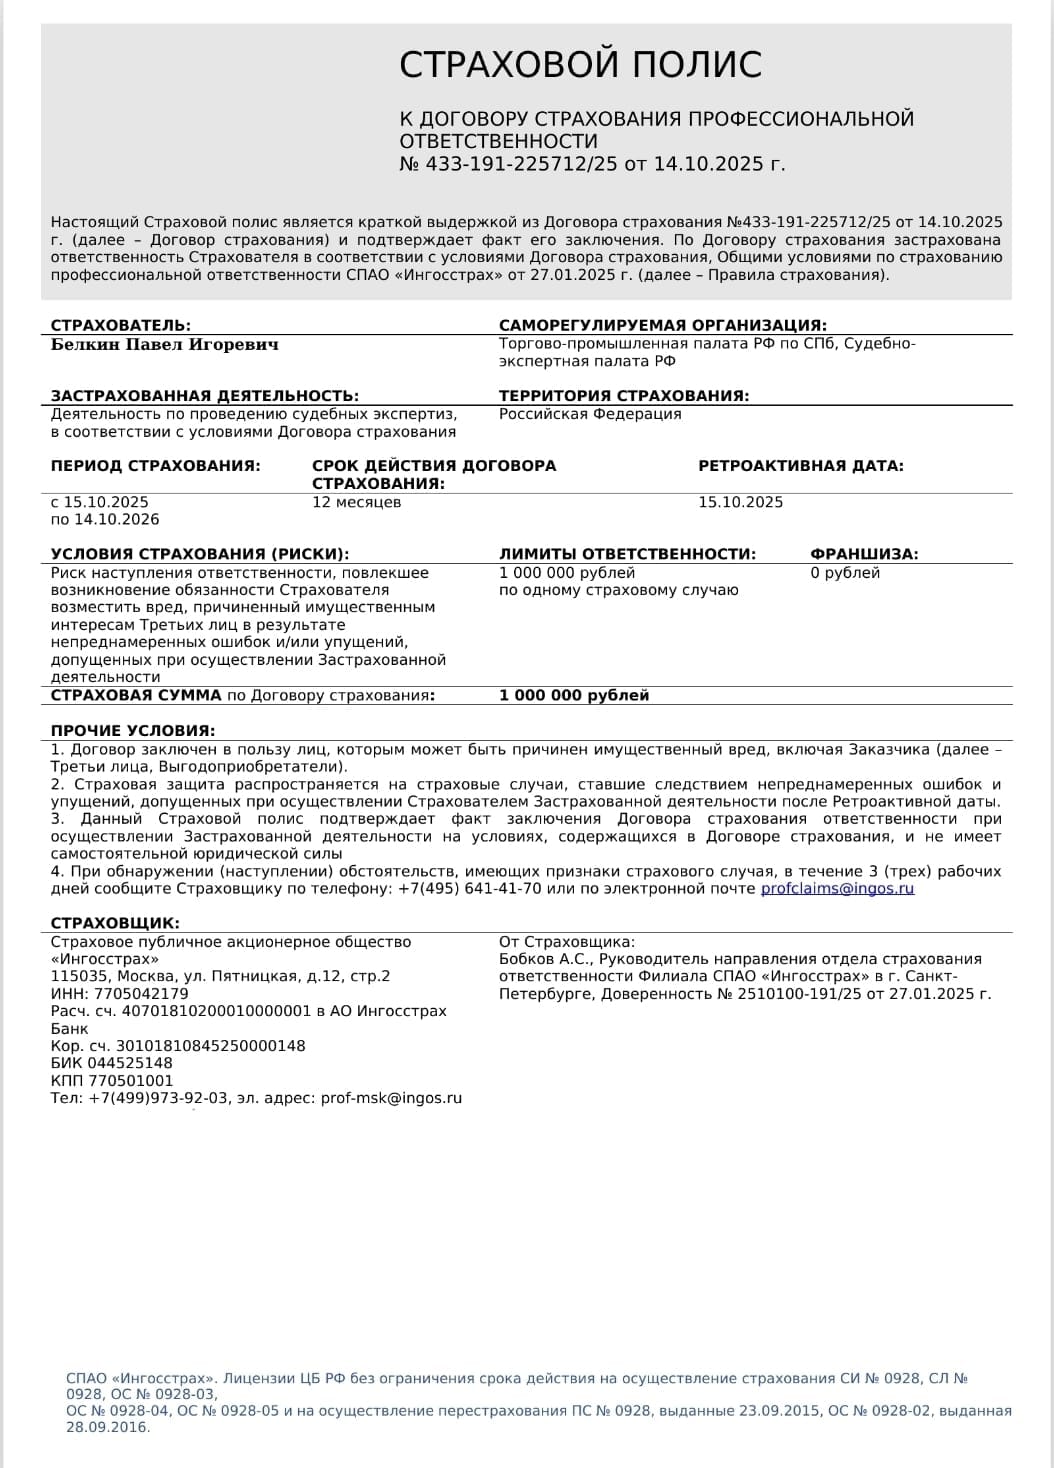 СТРАХОВОЙ ПОЛИС
К ДОГОВОРУ СТРАХОВАНИЯ ПРОФЕССИОНАЛЬНОЙ
ОТВЕТСТВЕННОСТИ
№ 433-191-225712/25 от 14.10.2025 г.
Настоящий Страховой полис является краткой выдержкой из Договора страхования №433-191-225712/25 от 14.10.2025
г. (далее – Договор страхования) и подтверждает факт его заключения. По Договору страхования застрахована
ответственность Страхователя в соответствии с условиями Договора страхования, Общими условиями по страхованию
профессиональной ответственности СПАО «Ингосстрах» от 27.01.2025 г. (далее – Правила страхования).
СТРАХОВАТЕЛЬ:
Белкин Павел Игоревич
САМОРЕГУЛИРУЕМАЯ ОРГАНИЗАЦИЯ:
Торгово-промышленная палата РФ по СПб, Судебно-
экспертная палата РФ
ЗАСТРАХОВАННАЯ ДЕЯТЕЛЬНОСТЬ:
Деятельность по проведению судебных экспертиз,
в соответствии с условиями Договора страхования
ТЕРРИТОРИЯ СТРАХОВАНИЯ:
Российская Федерация
ПЕРИОД СТРАХОВАНИЯ:
с 15.10.2025
по 14.10.2026
СРОК ДЕЙСТВИЯ ДОГОВОРА
СТРАХОВАНИЯ:
12 месяцев
РЕТРОАКТИВНАЯ ДАТА:
15.10.2025
УСЛОВИЯ СТРАХОВАНИЯ (РИСКИ):
Риск наступления ответственности, повлекшее
возникновение обязанности Страхователя
возместить вред, причиненный имущественным
интересам Третьих лиц в результате
непреднамеренных ошибок и/или упущений,
допущенных при осуществлении Застрахованной
деятельности
ЛИМИТЫ ОТВЕТСТВЕННОСТИ:
1 000 000 рублей
по одному страховому случаю
ФРАНШИЗА:
0 рублей
СТРАХОВАЯ СУММА по Договору страхования:
1 000 000 рублей
ПРОЧИЕ УСЛОВИЯ:
1. Договор заключен в пользу лиц, которым может быть причинен имущественный вред, включая Заказчика (далее –
Третьи лица, Выгодоприобретатели).
2. Страховая защита распространяется на страховые случаи, ставшие следствием непреднамеренных ошибок и
упущений, допущенных при осуществлении Страхователем Застрахованной деятельности после Ретроактивной даты.
3. Данный Страховой полис подтверждает факт заключения Договора страхования ответственности при
осуществлении Застрахованной деятельности на условиях, содержащихся в Договоре страхования, и не имеет
самостоятельной юридической силы
4. При обнаружении (наступлении) обстоятельств, имеющих признаки страхового случая, в течение 3 (трех) рабочих
дней сообщите Страховщику по телефону: +7(495) 641-41-70 или по электронной почте profclaims@ingos.ru
СТРАХОВЩИК:
Страховое публичное акционерное общество
«Ингосстрах»
115035, Москва, ул. Пятницкая, д.12, стр.2
ИНН: 7705042179
Расч. сч. 40701810200010000001 в АО Ингосстрах
Банк
Кор. сч. 30101810845250000148
БИК 044525148
КПП 770501001
Тел: +7(499)973-92-03, эл. адрес: prof-msk@ingos.ru
От Страховщика:
Бобков А.С., Руководитель направления отдела страхования
ответственности Филиала СПАО «Ингосстрах» в г. Санкт-
Петербурге, Доверенность № 2510100-191/25 от 27.01.2025 г.
СПАО «Ингосстрах». Лицензии ЦБ РФ без ограничения срока действия на осуществление страхования СИ № 0928, СЛ №
0928, ОС № 0928-03,
ОС № 0928-04, ОС № 0928-05 и на осуществление перестрахования ПС № 0928, выданные 23.09.2015, ОС № 0928-02, выданная
28.09.2016.